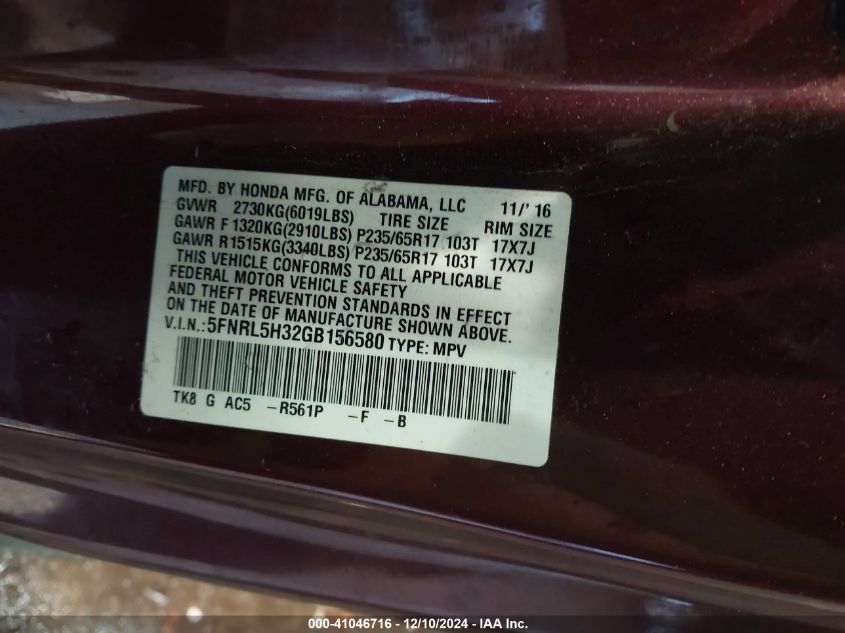 MFD. BY HONDA MFG. OF ALABAMA, LLC 11/' 16
GVWR 2730KG(6019LBS) TIRE SIZE RIM SIZE
GAWR F 1320KG(2910LBS) P235/65R17 103T 17X7J
GAWR R1515KG(3340LBS) P235/65R17 103T 17X7J
THIS VEHICLE CONFORMS TO ALL APPLICABLE
FEDERAL MOTOR VEHICLE SAFETY
AND THEFT PREVENTION STANDARDS IN EFFECT
ON THE DATE OF MANUFACTURE SHOWN ABOVE.
V.I.N.:5FNRL5H32GB156580 TYPE: MPV
TK8 G AC5 -R561P -F -B
000-41046716 - 12/10/2024 - IAA Inc.